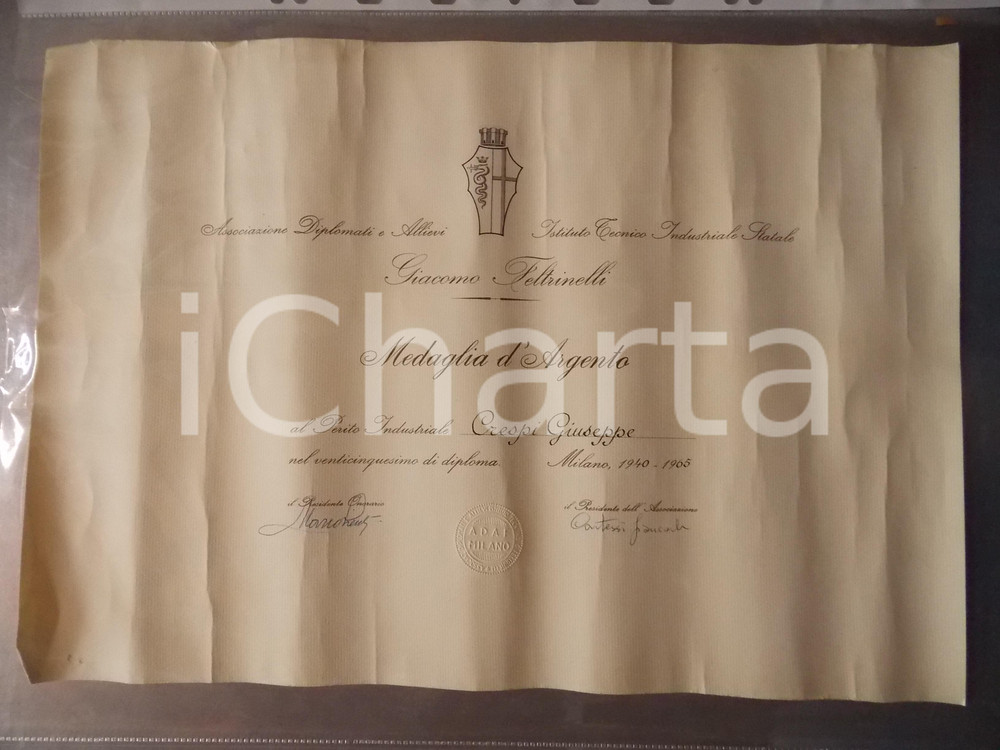 Associazione Diplomati e Allievi Istituto Tecnico Industriale Statale
Giacomo Feltrinelli
iCharta
Medaglia d'Argento
al Perito Industriale Crespi Giuseppe
nel venticinquesimo di diploma. Milano, 1940 - 1965
il Presidente Onorario il Presidente dell'Associazione
A.D.A.F.
MILANO